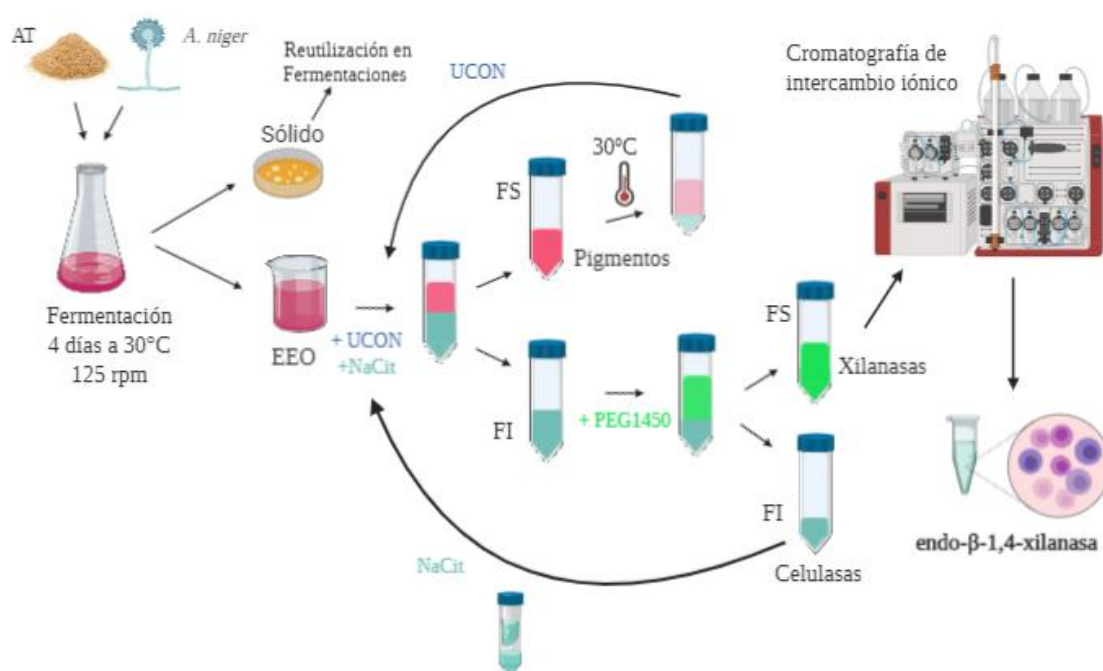 AT
A. niger
Reutilización en
Fermentaciones
Sólido
Fermentación
4 días a 30°C
125 rpm
EEO
+ UCON
+NaCit
UCON
FS
30°C
Pigmentos
FI
+ PEG1450
FS
Xilanasas
FI
Celulasas
NaCit
Cromatografía de
intercambio iónico
endo-β-1,4-xilanasa